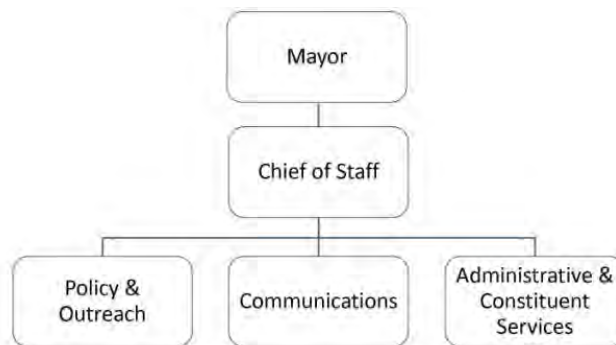 Mayor
Chief of Staff
Policy &
Outreach
Communications
Administrative &
Constituent
Services